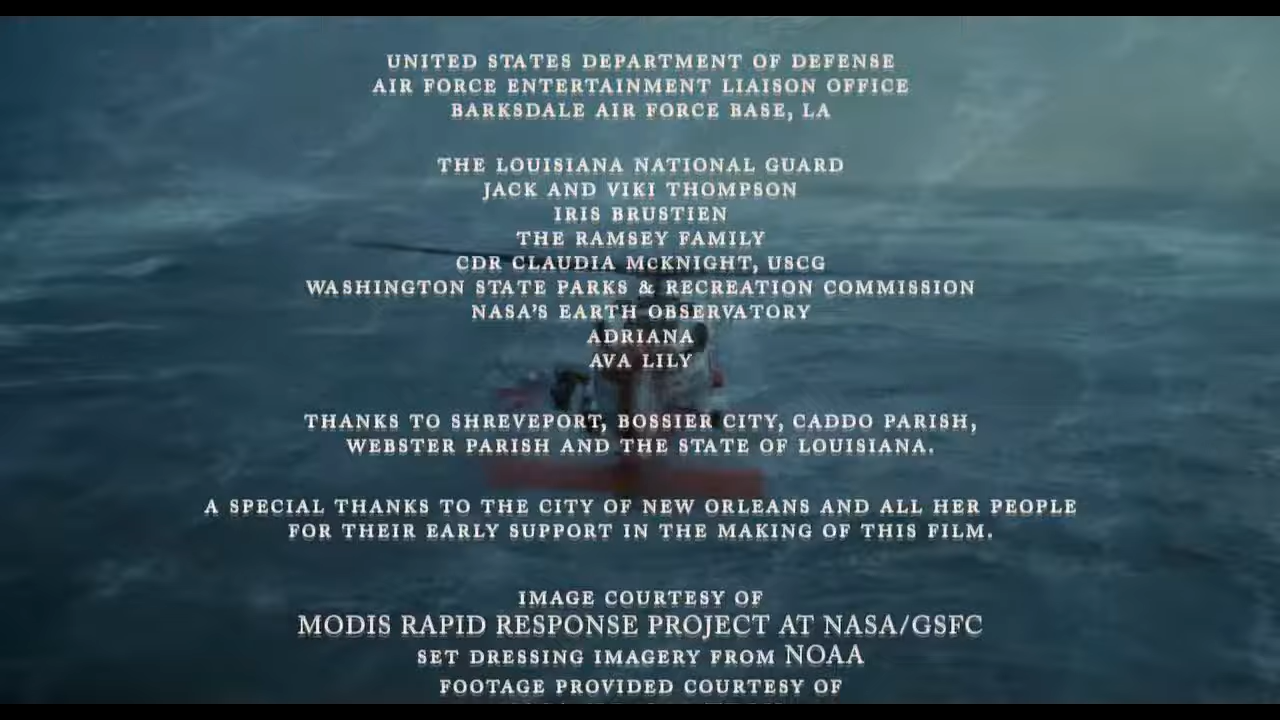 UNITED STATES DEPARTMENT OF DEFENSE
AIR FORCE ENTERTAINMENT LIAISON OFFICE
BARKSDALE AIR FORCE BASE, LA
THE LOUISIANA NATIONAL GUARD
JACK AND VIKI THOMPSON
IRIS BRUSTIEN
THE RAMSEY FAMILY
CDR CLAUDIA McKNIGHT, USCG
WASHINGTON STATE PARKS & RECREATION COMMISSION
NASA'S EARTH OBSERVATORY
ADRIANA
AVA LILY
THANKS TO SHREVEPORT, BOSSIER CITY, CADDO PARISH,
WEBSTER PARISH AND THE STATE OF LOUISIANA.
A SPECIAL THANKS TO THE CITY OF NEW ORLEANS AND ALL HER PEOPLE
FOR THEIR EARLY SUPPORT IN THE MAKING OF THIS FILM.
IMAGE COURTESY OF
MODIS RAPID RESPONSE PROJECT AT NASA/GSFC
SET DRESSING IMAGERY FROM NOAA
FOOTAGE PROVIDED COURTESY OF